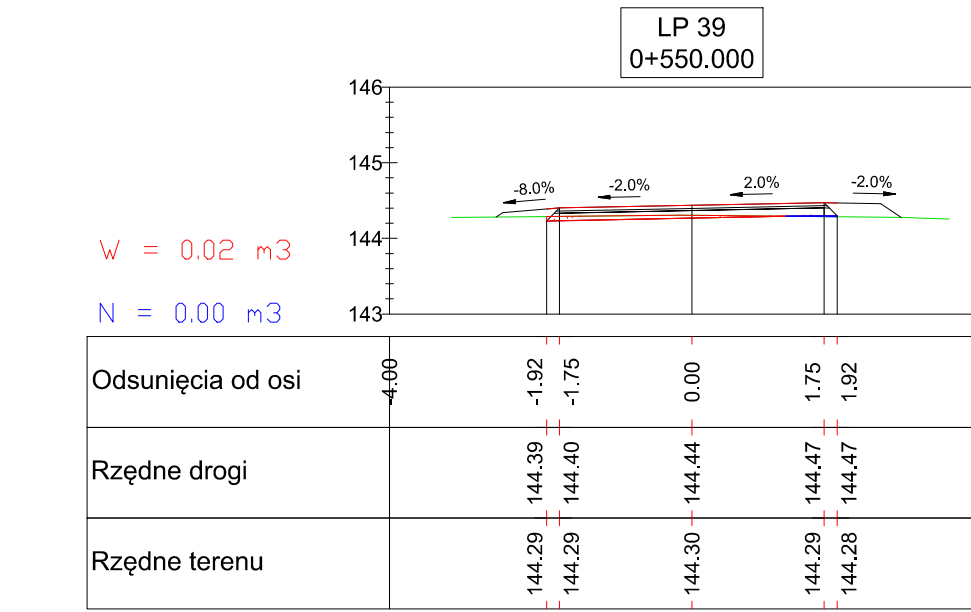 LP 39
0+550.000
146
145
144
143
-8.0%
-2.0%
2.0%
-2.0%
W = 0.02 m3
N = 0.00 m3
Odsunięcia od osi -4.00 -1.92 -1.75 0.00 1.75 1.92
Rzędne drogi 144.39 144.40 144.44 144.47 144.47
Rzędne terenu 144.29 144.29 144.30 144.29 144.28